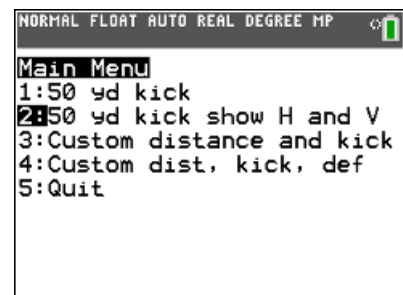 NORMAL FLOAT AUTO REAL DEGREE MP
Main Menu
1:50 yd kick
2:50 yd kick show H and V
3:Custom distance and kick
4:Custom dist, kick, def
5:Quit